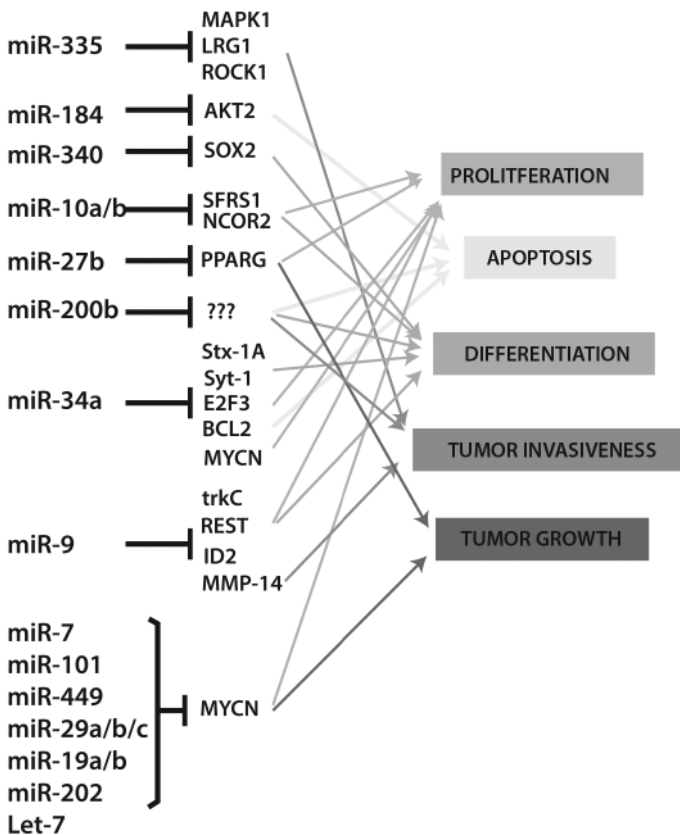 miR-335
MAPK1
LRG1
ROCK1
miR-184
AKT2
miR-340
SOX2
miR-10a/b
SFRS1
NCOR2
miR-27b
PPARG
miR-200b
???
miR-34a
Stx-1A
Syt-1
E2F3
BCL2
MYCN
miR-9
trkC
REST
ID2
MMP-14
miR-7
miR-101
miR-449
miR-29a/b/c
miR-19a/b
miR-202
Let-7
MYCN
PROLITFERATION
APOPTOSIS
DIFFERENTIATION
TUMOR INVASIVENESS
TUMOR GROWTH